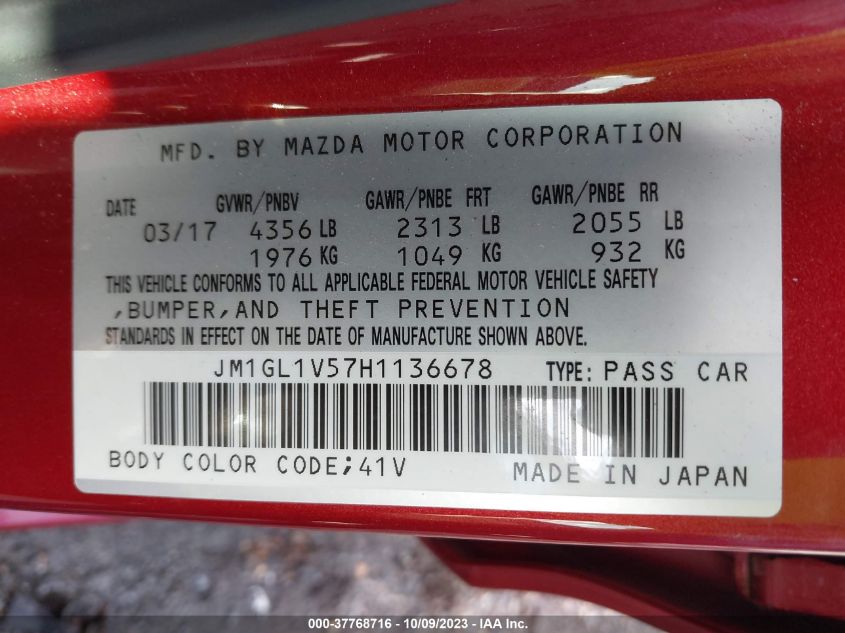 MFD. BY MAZDA MOTOR CORPORATION
DATE GVWR/PNBV GAWR/PNBE FRT GAWR/PNBE RR
03/17 4356 LB 2313 LB 2055 LB
1976 KG 1049 KG 932 KG
THIS VEHICLE CONFORMS TO ALL APPLICABLE FEDERAL MOTOR VEHICLE SAFETY
,BUMPER,AND THEFT PREVENTION
STANDARDS IN EFFECT ON THE DATE OF MANUFACTURE SHOWN ABOVE.
JM1GL1V57H1136678 TYPE: PASS CAR
BODY COLOR CODE;41V MADE IN JAPAN
000-37768716 - 10/09/2023 - IAA Inc.